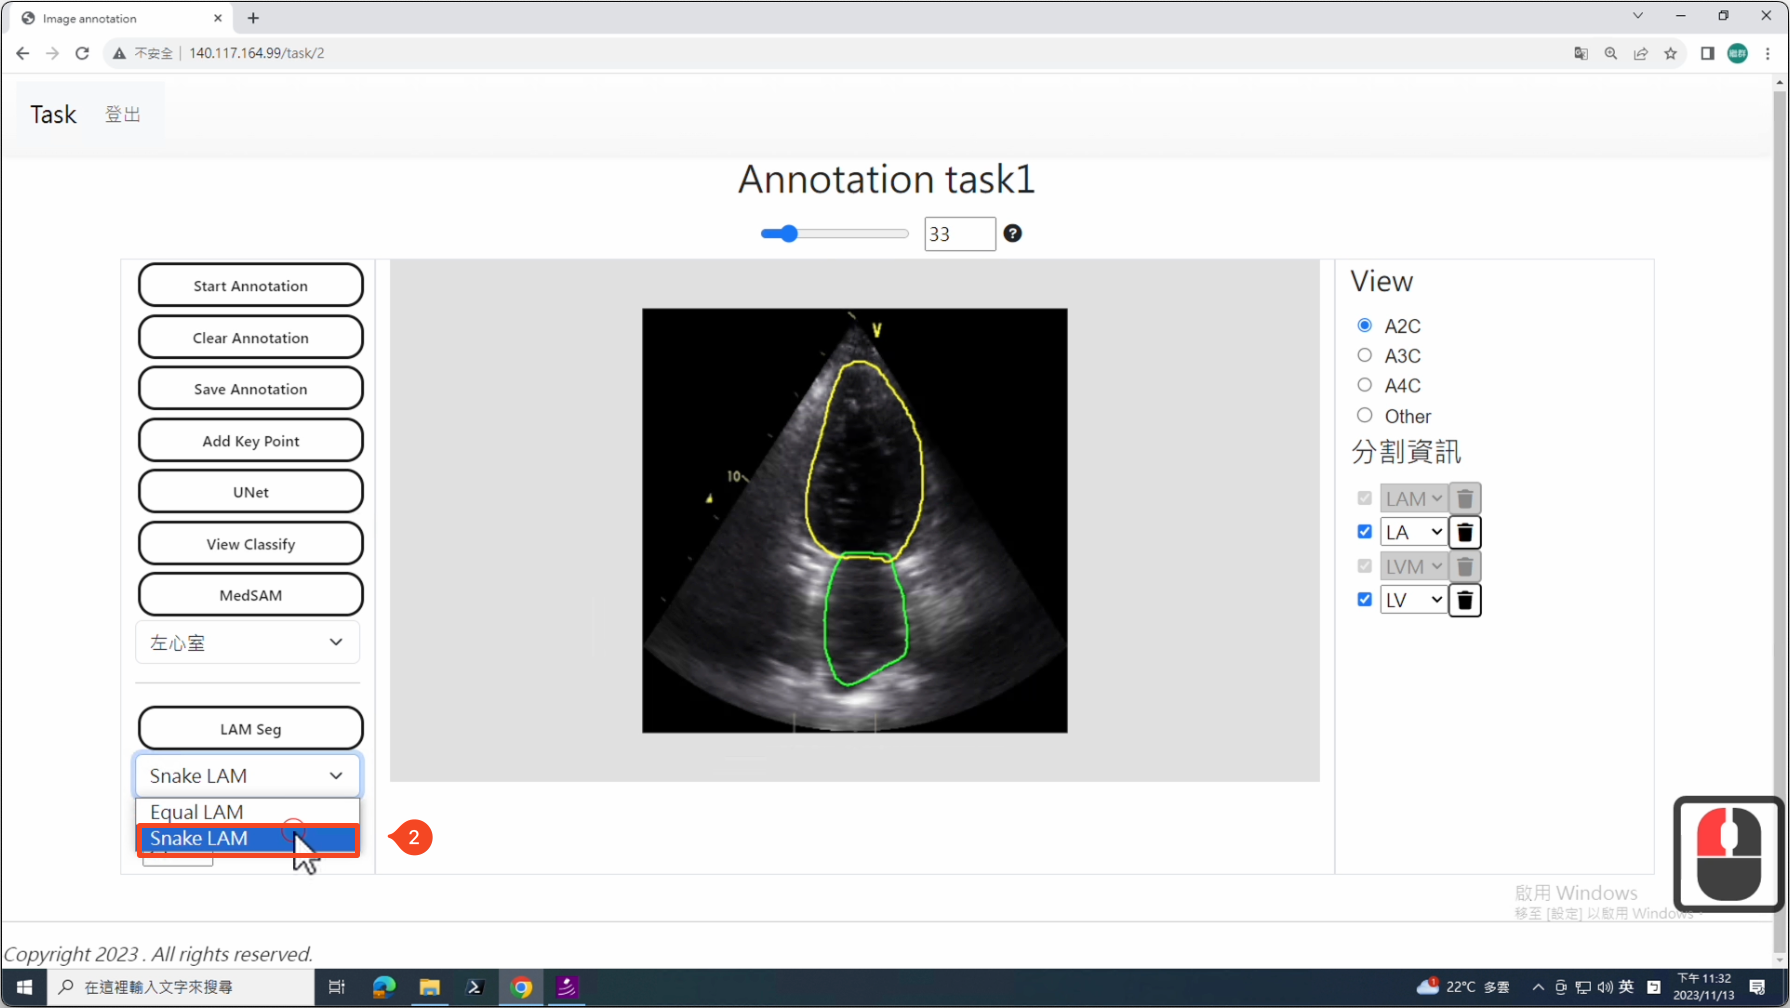 Image annotation
不安全 140.117.164.99/task/2
Task 登出
Annotation task1
33
Start Annotation
Clear Annotation
Save Annotation
Add Key Point
UNet
View Classify
MedSAM
左心室
LAM Seg
Snake LAM
Equal LAM
Snake LAM
2
V
10
View
A2C
A3C
A4C
Other
分割資訊
LAM
LA
LVM
LV
啟用 Windows
移至 [設定] 以啟用 Windows。
Copyright 2023 . All rights reserved.
在這裡輸入文字來搜尋
22°C 多雲
英
下午 11:32
2023/11/13